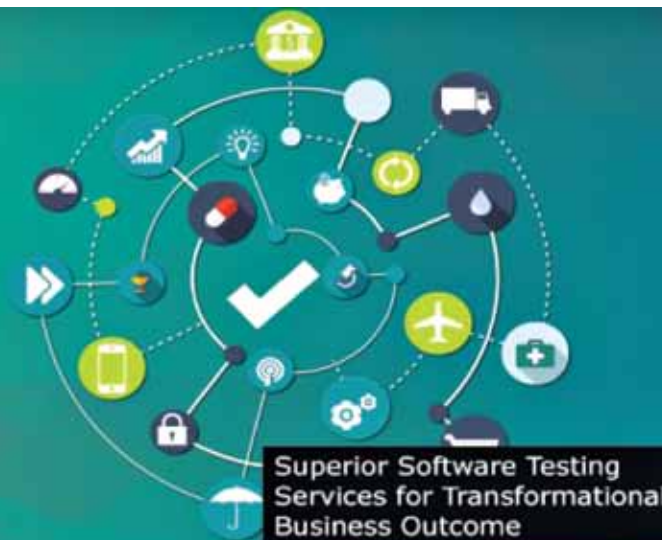 Superior Software Testing
Services for Transformational
Business Outcome